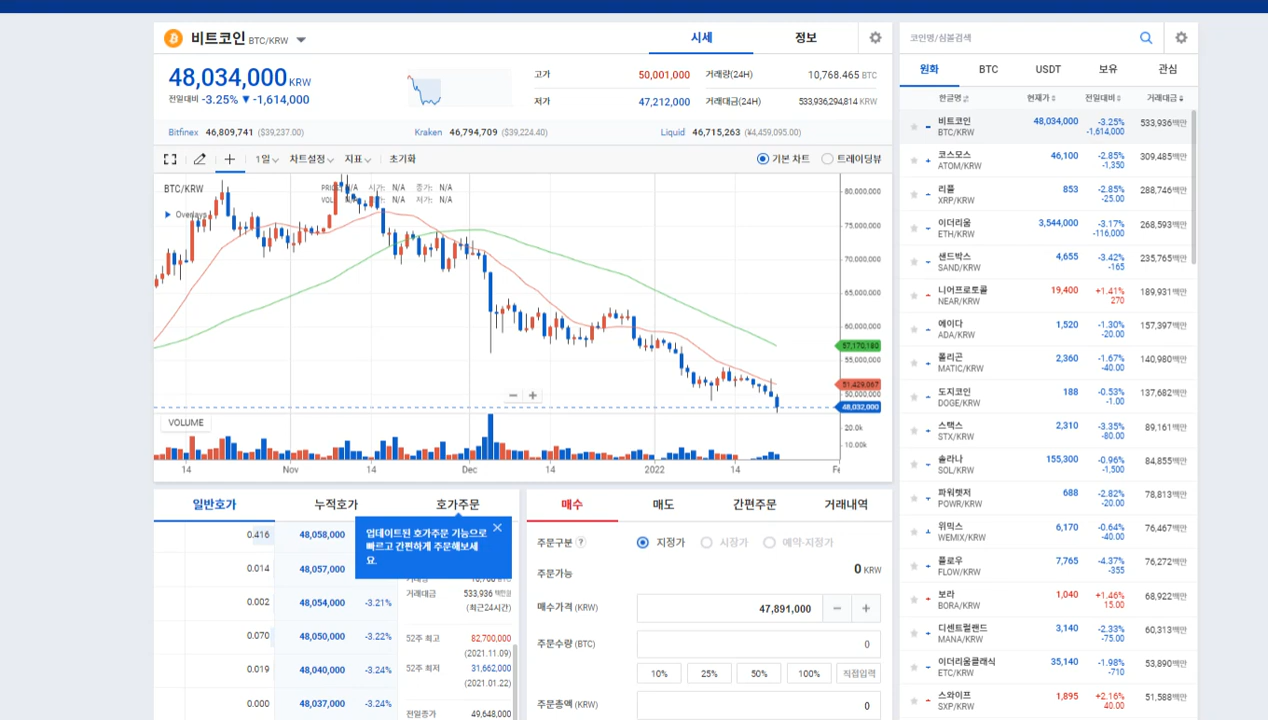 비트코인 BTC/KRW
시세
정보
48,034,000 KRW
전일대비 -3.25% ▼ -1,614,000
고가 50,001,000
거래량(24H) 10,768.465 BTC
저가 47,212,000
거래대금(24H) 533,936,294,814 KRW
Bitfinex 46,809,741 ($39,237.00)
Kraken 46,794,709 ($39,224.40)
Liquid 46,715,263 (¥4,459,095.00)
1일
차트설정
지표
초기화
기본 차트
트레이딩뷰
BTC/KRW
N/A 시가: N/A 종가: N/A
N/A 저가: N/A
Overlays
80,000,000
75,000,000
70,000,000
65,000,000
60,000,000
57,170,180
55,000,000
51,429,067
50,000,000
48,032,000
VOLUME
20.0k
10.00k
14
Nov
14
Dec
14
2022
14
일반호가
누적호가
호가주문
업데이트된 호가주문 기능으로
빠르고 간편하게 주문해보세
요.
0.416 48,058,000
0.014 48,057,000
0.002 48,054,000 -3.21%
0.070 48,050,000 -3.22%
0.019 48,040,000 -3.24%
0.000 48,037,000 -3.24%
거래대금 533,936
(최근24시간)
52주 최고 82,700,000
(2021.11.09)
52주 최저 31,662,000
(2021.01.22)
전일종가 49,648,000
매수
매도
간편주문
거래내역
주문구분 ?
지정가
시장가
예약-지정가
주문가능 0 KRW
매수가격 (KRW) 47,891,000 − +
주문수량 (BTC) 0
10%
25%
50%
100%
직접입력
주문총액 (KRW) 0
코인명/심볼검색
원화
BTC
USDT
보유
관심
한글명
현재가
전일대비
거래대금
비트코인 48,034,000 -3.25% 533,936백만
BTC/KRW -1,614,000
코스모스 46,100 -2.85% 309,485백만
ATOM/KRW -1,350
리플 853 -2.85% 288,746백만
XRP/KRW -25.00
이더리움 3,544,000 -3.17% 268,593백만
ETH/KRW -116,000
샌드박스 4,655 -3.42% 235,765백만
SAND/KRW -165
니어프로토콜 19,400 +1.41% 189,931백만
NEAR/KRW 270
에이다 1,520 -1.30% 157,397백만
ADA/KRW -20.00
폴리곤 2,360 -1.67% 140,980백만
MATIC/KRW -40.00
도지코인 188 -0.53% 137,682백만
DOGE/KRW -1.00
스택스 2,310 -3.35% 89,161백만
STX/KRW -80.00
솔라나 155,300 -0.96% 84,855백만
SOL/KRW -1,500
파워렛저 688 -2.82% 78,813백만
POWR/KRW -20.00
위믹스 6,170 -0.64% 76,467백만
WEMIX/KRW -40.00
플로우 7,765 -4.37% 76,272백만
FLOW/KRW -355
보라 1,040 +1.46% 68,922백만
BORA/KRW 15.00
디센트럴랜드 3,140 -2.33% 60,313백만
MANA/KRW -75.00
이더리움클래식 35,140 -1.98% 53,890백만
ETC/KRW -710
스와이프 1,895 +2.16% 51,588백만
SXP/KRW 40.00